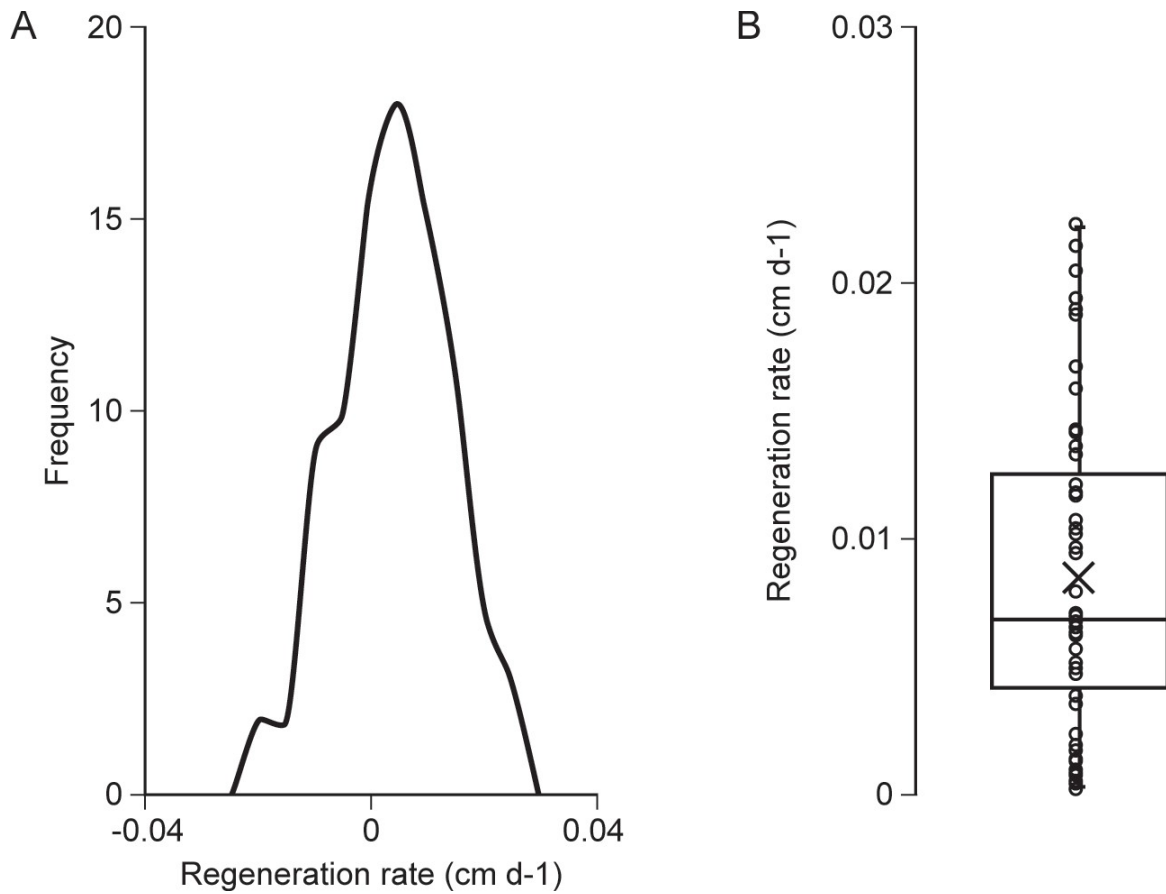 A
20
15
10
5
0
Frequency
-0.04
0
0.04
Regeneration rate (cm d-1)
B
0.03
0.02
0.01
0
Regeneration rate (cm d-1)